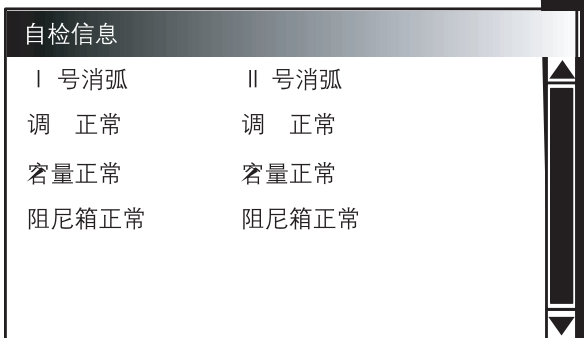 自检信息
Ⅰ 号消弧 Ⅱ 号消弧
调 正常 调 正常
容量正常 容量正常
阻尼箱正常 阻尼箱正常